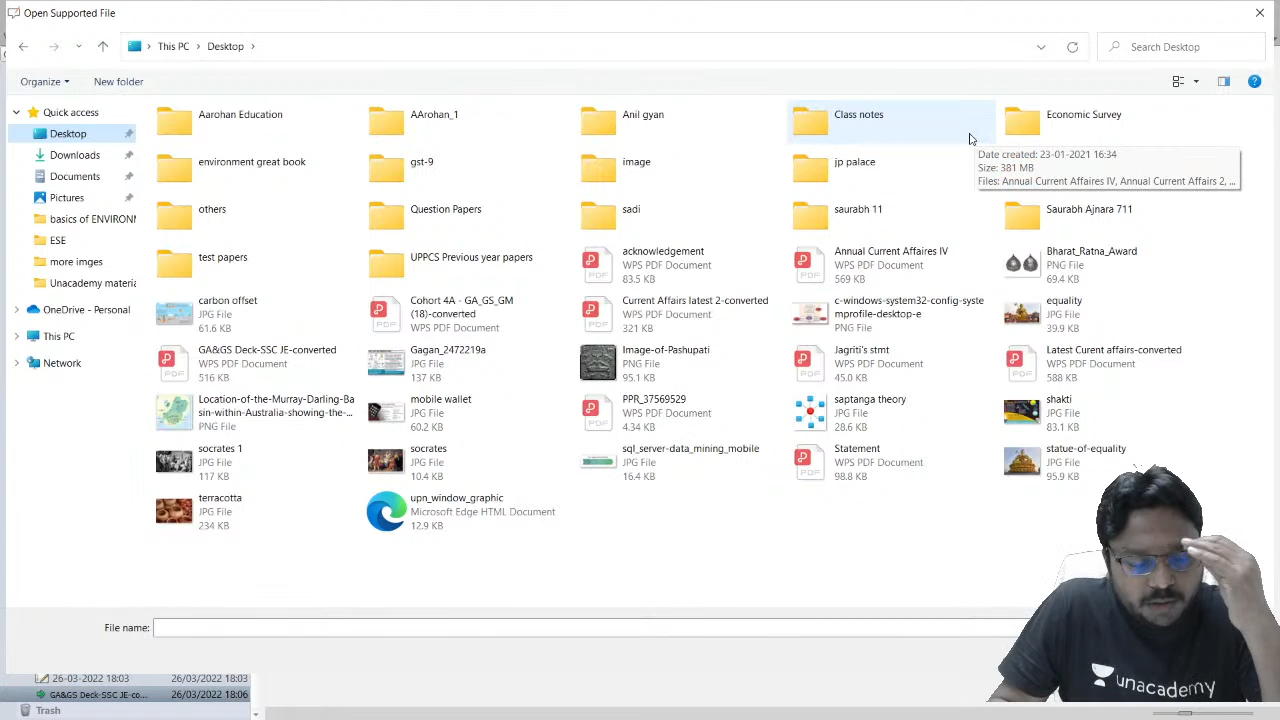 Open Supported File
This PC
Desktop
Search Desktop
Organize
New folder
Quick access
Desktop
Downloads
Documents
Pictures
basics of ENVIRONM
ESE
more imges
Unacademy materia
OneDrive - Personal
This PC
Network
Aarohan Education
AArohan_1
Anil gyan
Class notes
Economic Survey
Date created: 23-01-2021 16:34
Size: 381 MB
Files: Annual Current Affaires IV, Annual Current Affairs 2, ...
environment great book
gst-9
image
jp palace
others
Question Papers
sadi
saurabh 11
Saurabh Ajnara 711
test papers
UPPCS Previous year papers
acknowledgement
WPS PDF Document
83.5 KB
Annual Current Affaires IV
WPS PDF Document
569 KB
Bharat_Ratna_Award
PNG File
69.4 KB
carbon offset
JPG File
61.6 KB
Cohort 4A - GA_GS_GM
(18)-converted
WPS PDF Document
Current Affairs latest 2-converted
WPS PDF Document
321 KB
c-windows-system32-config-syste
mprofile-desktop-e
PNG File
equality
JPG File
39.9 KB
GA&GS Deck-SSC JE-converted
WPS PDF Document
516 KB
Gagan_2472219a
JPG File
137 KB
Image-of-Pashupati
PNG File
95.1 KB
Jagriti's stmt
WPS PDF Document
45.0 KB
Latest Curent affairs-converted
WPS PDF Document
588 KB
Location-of-the-Murray-Darling-Ba
sin-within-Australia-showing-the-...
PNG File
mobile wallet
JPG File
60.2 KB
PPR_37569529
WPS PDF Document
4.34 KB
saptanga theory
JPG File
28.6 KB
shakti
JPG File
83.1 KB
socrates 1
JPG File
117 KB
socrates
JPG File
10.4 KB
sql_server-data_mining_mobile
JPG File
16.4 KB
Statement
WPS PDF Document
98.8 KB
statue-of-equality
JPG File
95.9 KB
terracotta
JPG File
234 KB
upn_window_graphic
Microsoft Edge HTML Document
12.9 KB
File name:
26-03-2022 18:03 26/03/2022 18:03
GA&GS Deck-SSC JE-co... 26/03/2022 18:06
Trash
unacademy